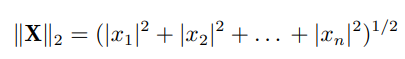 ‖𝐗‖₂ = (|x₁|² + |x₂|² + . . . + |xₙ|²)^{1/2}